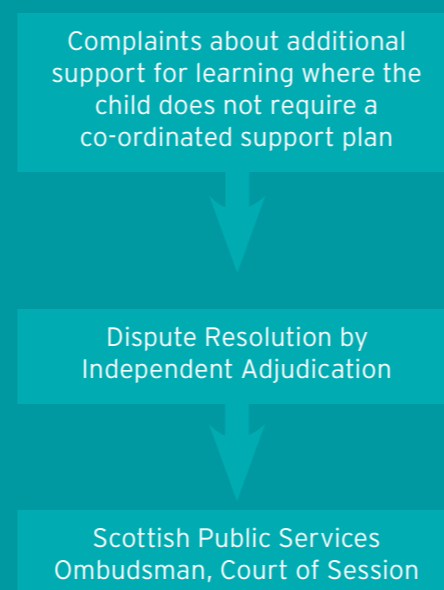 Complaints about additional
support for learning where the
child does not require a
co-ordinated support plan
Dispute Resolution by
Independent Adjudication
Scottish Public Services
Ombudsman, Court of Session